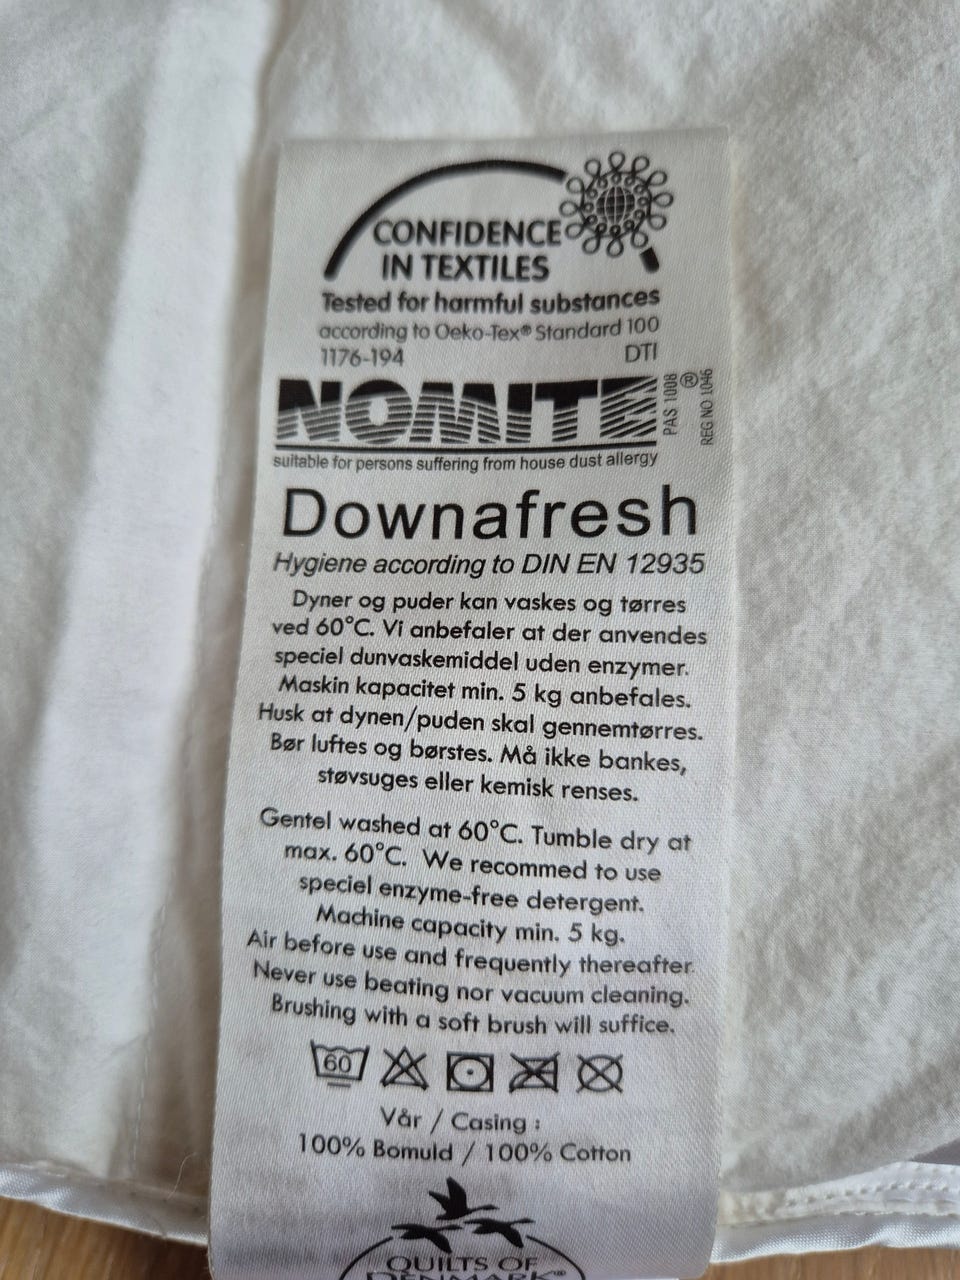 CONFIDENCE
IN TEXTILES
Tested for harmful substances
according to Oeko-Tex® Standard 100
1176-194 DTI
NOMITE ®
PAS 1008
REG NO 1046
suitable for persons suffering from house dust allergy
Downafresh
Hygiene according to DIN EN 12935
Dyner og puder kan vaskes og tørres
ved 60°C. Vi anbefaler at der anvendes
speciel dunvaskemiddel uden enzymer.
Maskin kapacitet min. 5 kg anbefales.
Husk at dynen/puden skal gennemtørres.
Bør luftes og børstes. Må ikke bankes,
støvsuges eller kemisk renses.
Gentel washed at 60°C. Tumble dry at
max. 60°C. We recommed to use
speciel enzyme-free detergent.
Machine capacity min. 5 kg.
Air before use and frequently thereafter.
Never use beating nor vacuum cleaning.
Brushing with a soft brush will suffice.
60
Vår / Casing :
100% Bomuld / 100% Cotton
QUILTS OF
DENMARK®